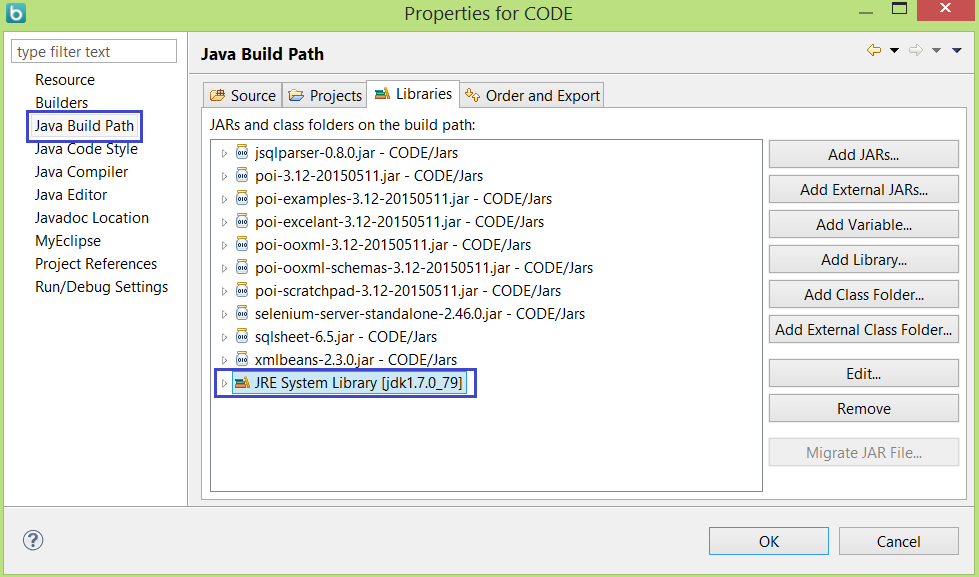 Properties for CODE
type filter text
Resource
Builders
Java Build Path
Java Code Style
Java Compiler
Java Editor
Javadoc Location
MyEclipse
Project References
Run/Debug Settings
Java Build Path
Source
Projects
Libraries
Order and Export
JARs and class folders on the build path:
jsqlparser-0.8.0.jar - CODE/Jars
poi-3.12-20150511.jar - CODE/Jars
poi-examples-3.12-20150511.jar - CODE/Jars
poi-excelant-3.12-20150511.jar - CODE/Jars
poi-ooxml-3.12-20150511.jar - CODE/Jars
poi-ooxml-schemas-3.12-20150511.jar - CODE/Jars
poi-scratchpad-3.12-20150511.jar - CODE/Jars
selenium-server-standalone-2.46.0.jar - CODE/Jars
sqlsheet-6.5.jar - CODE/Jars
xmlbeans-2.3.0.jar - CODE/Jars
JRE System Library [jdk1.7.0_79]
Add JARs...
Add External JARs...
Add Variable...
Add Library...
Add Class Folder...
Add External Class Folder...
Edit...
Remove
Migrate JAR File...
?
OK
Cancel